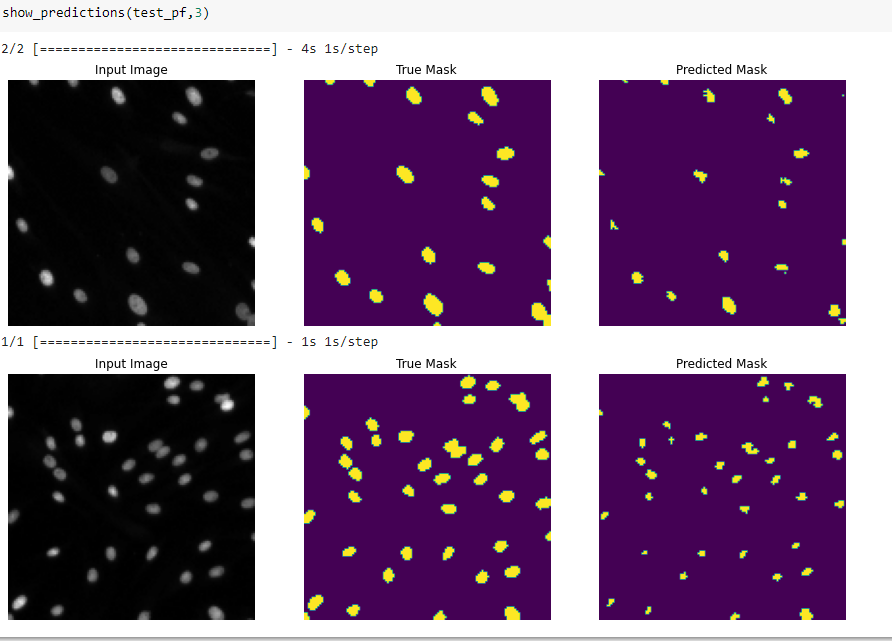 show_predictions(test_pf,3)
2/2 [==============================] - 4s 1s/step
Input Image True Mask Predicted Mask
1/1 [==============================] - 1s 1s/step
Input Image True Mask Predicted Mask